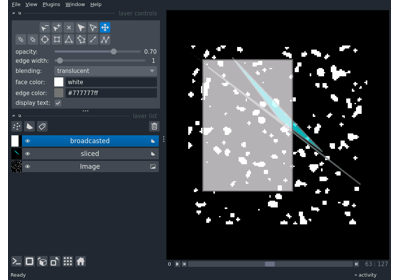 File View Plugins Window Help
layer controls
opacity: 0.70
edge width: 1
blending: translucent
face color: white
edge color: #777777ff
display text:
layer list
broadcasted
sliced
Image
Ready
63 127
activity